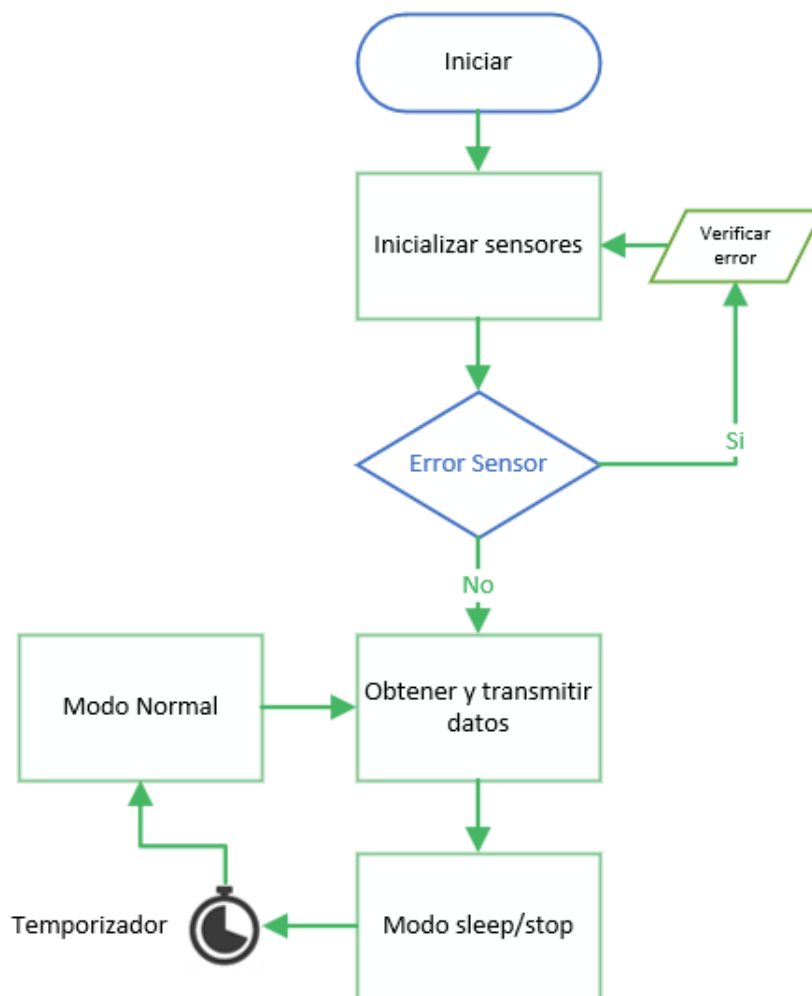 Iniciar
Inicializar sensores
Verificar
error
Error Sensor
Si
No
Modo Normal
Obtener y transmitir
datos
Temporizador
Modo sleep/stop